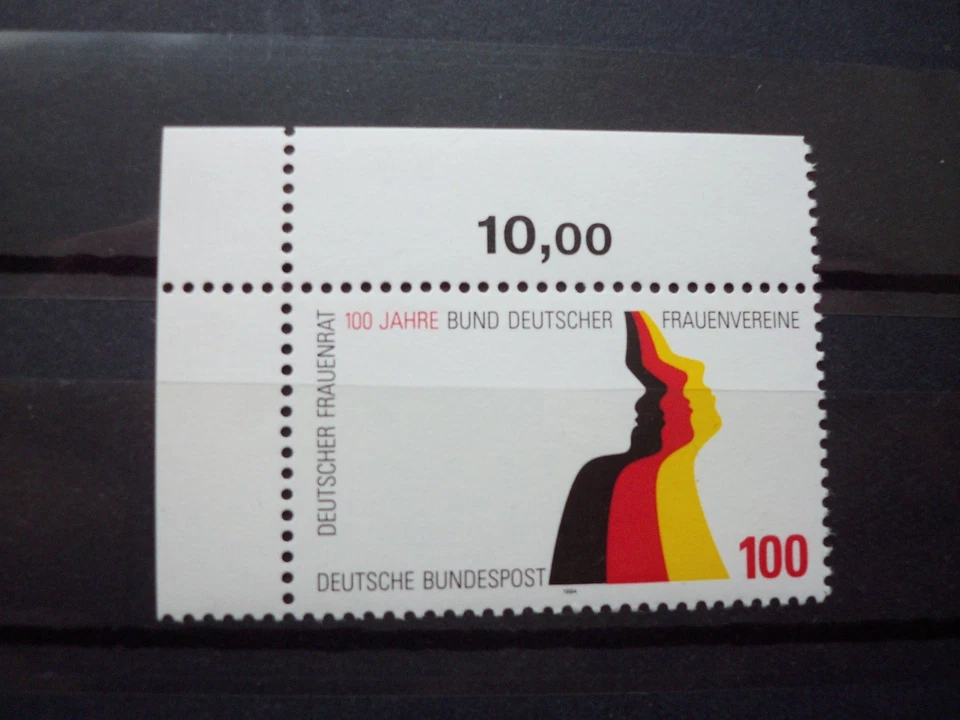 10,00
100 JAHRE BUND DEUTSCHER FRAUENVEREINE
DEUTSCHER FRAUENRAT
DEUTSCHE BUNDESPOST
1994
100